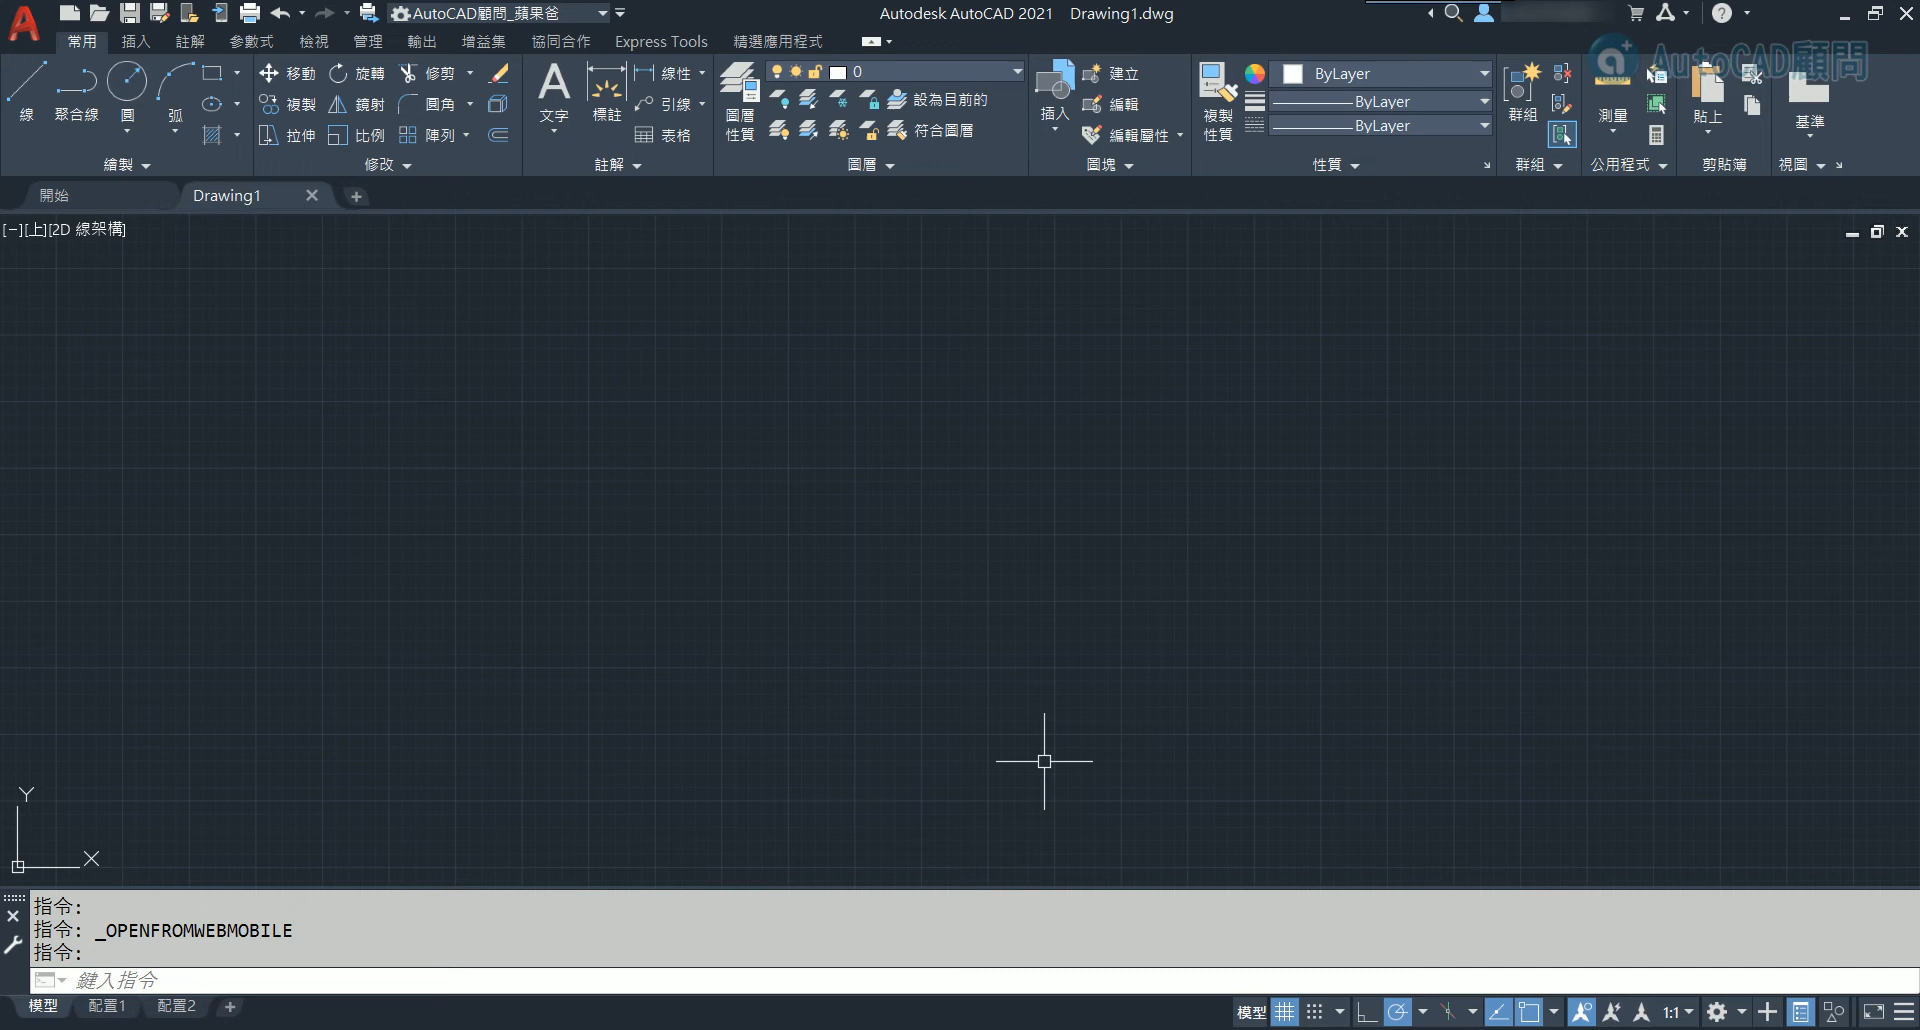 AutoCAD顧問_蘋果爸
Autodesk AutoCAD 2021 Drawing1.dwg
常用 插入 註解 參數式 檢視 管理 輸出 增益集 協同合作 Express Tools 精選應用程式
AutoCAD顧問
線 聚合線 圓 弧
移動 旋轉 修剪
複製 鏡射 圓角
拉伸 比例 陣列
文字 標註 線性
引線
表格
圖層
性質
0
設為目前的
符合圖層
插入 建立
編輯
編輯屬性
複製
性質
ByLayer
ByLayer
ByLayer
群組 測量 貼上 基準
繪製 修改 註解 圖層 圖塊 性質 群組 公用程式 剪貼簿 視圖
開始 Drawing1
[−][上][2D 線架構]
Y
X
指令:
指令: _OPENFROMWEBMOBILE
指令:
鍵入指令
模型 配置1 配置2
模型 1:1